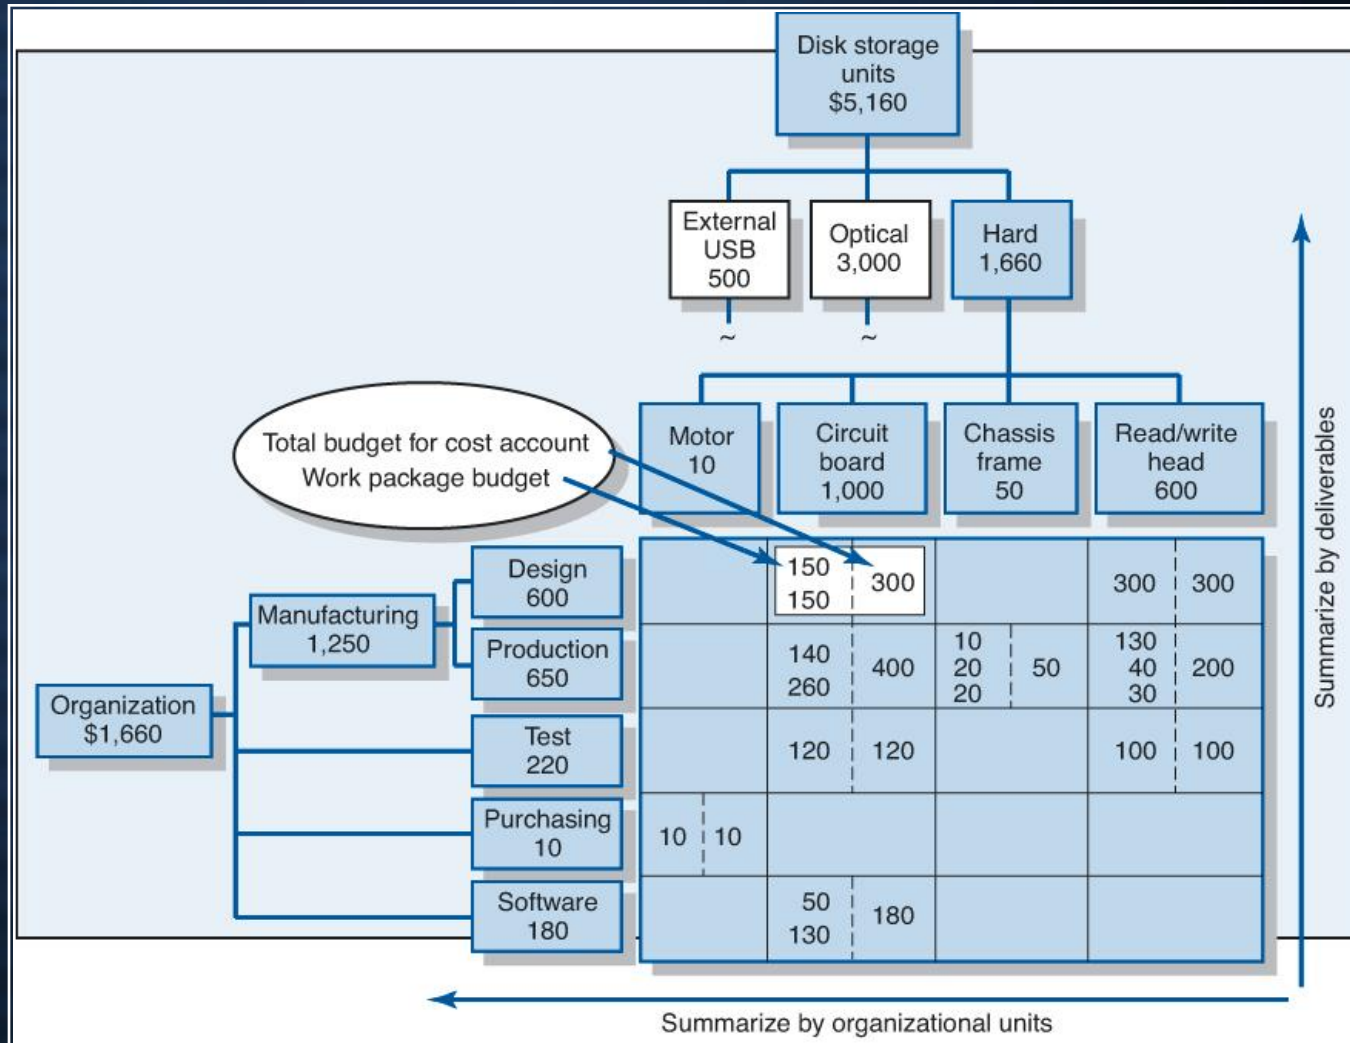 Disk storage
units
$5,160
External
USB
500
Optical
3,000
Hard
1,660
~
~
Total budget for cost account
Work package budget
Motor
10
Circuit
board
1,000
Chassis
frame
50
Read/write
head
600
Summarize by deliverables
Organization
$1,660
Manufacturing
1,250
Design
600
150
150
300
300
300
Production
650
140
260
400
10
20
20
50
130
40
30
200
Test
220
120
120
100
100
Purchasing
10
10
10
Software
180
50
130
180
Summarize by organizational units